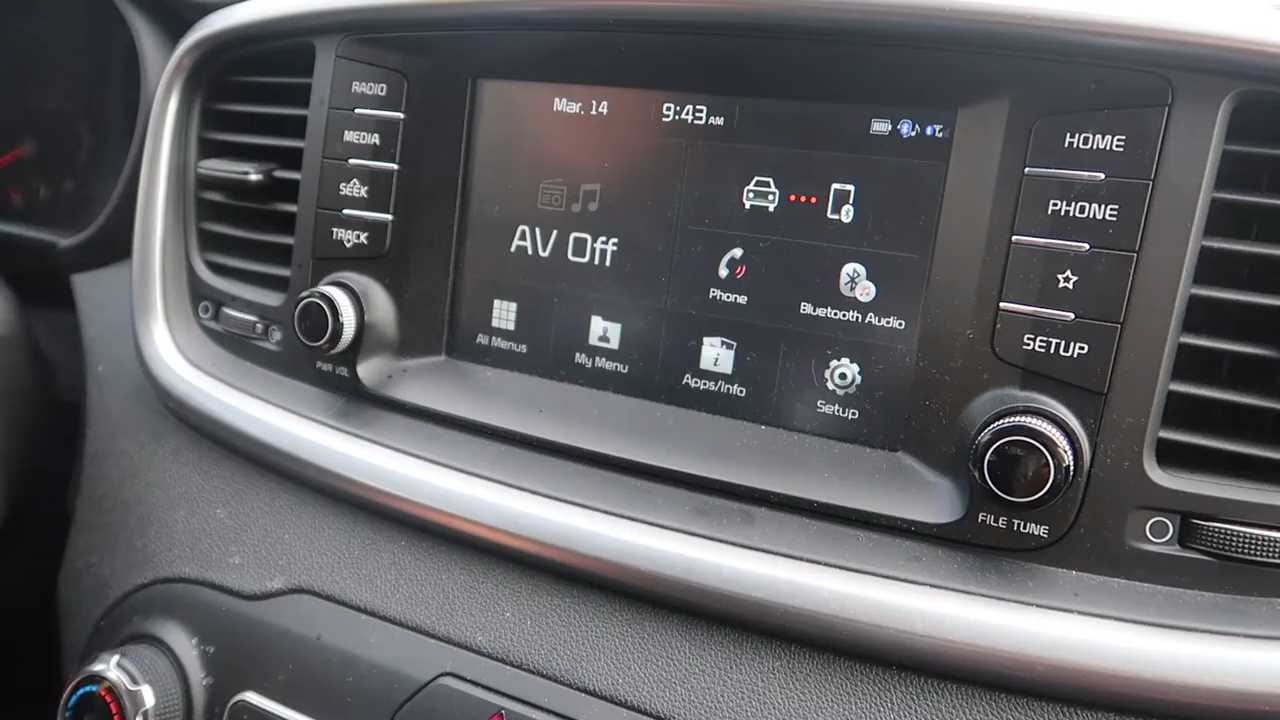 RADIO
MEDIA
SEEK
TRACK
PWR VOL
Mar. 14
9:43 AM
AV Off
Phone
Bluetooth Audio
All Menus
My Menu
Apps/Info
Setup
HOME
PHONE
SETUP
FILE TUNE